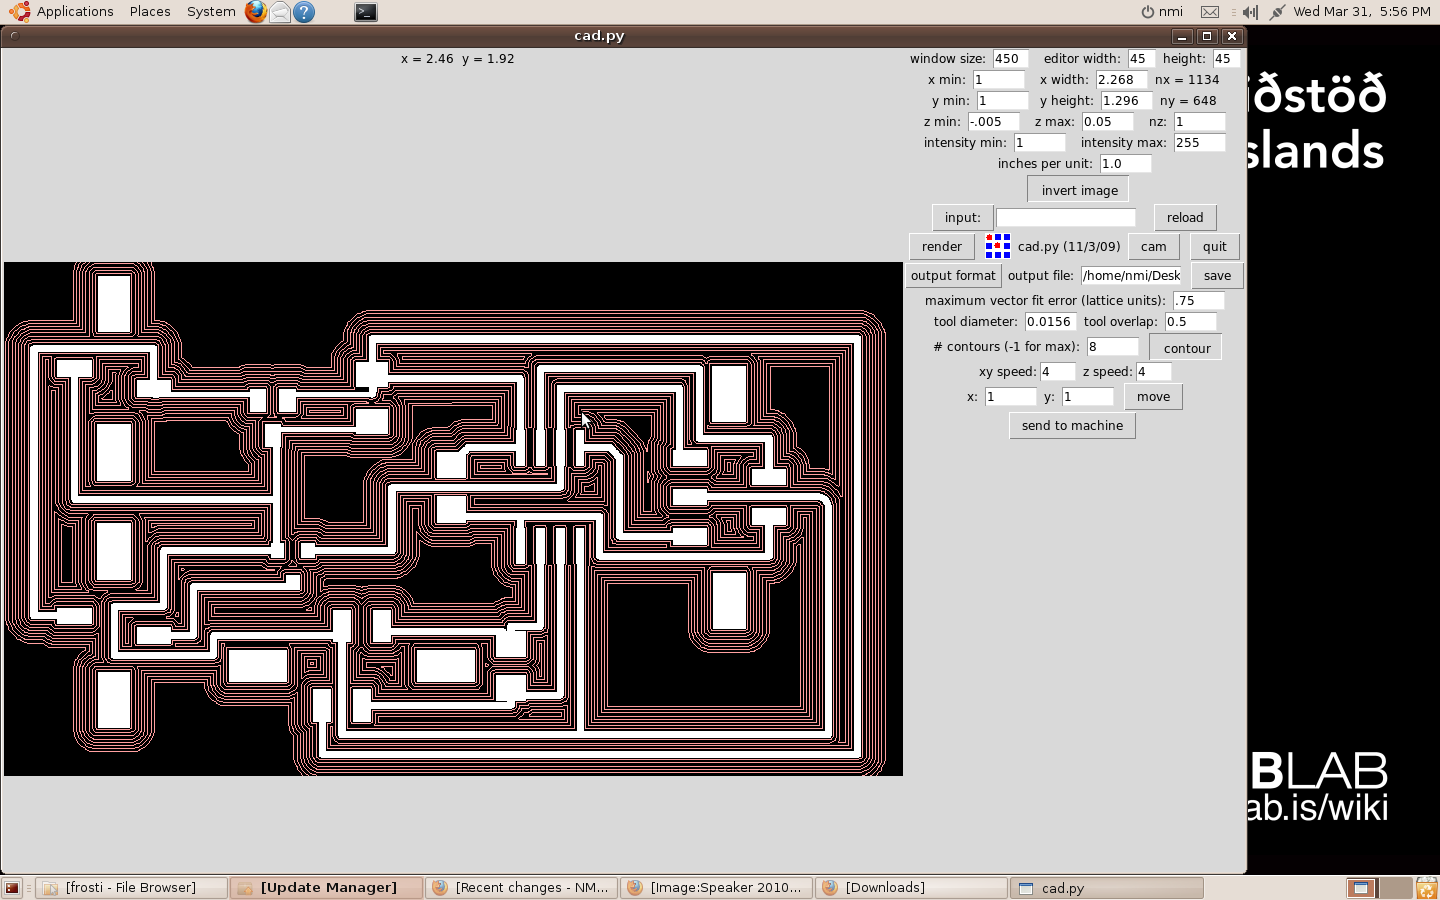 Applications Places System
nmi Wed Mar 31, 5:56 PM
cad.py
x = 2.46 y = 1.92
window size: 450 editor width: 45 height: 45
x min: 1 x width: 2.268 nx = 1134
y min: 1 y height: 1.296 ny = 648
z min: -.005 z max: 0.05 nz: 1
intensity min: 1 intensity max: 255
inches per unit: 1.0
invert image
input: reload
render cad.py (11/3/09) cam quit
output format output file: /home/nmi/Desk save
maximum vector fit error (lattice units): .75
tool diameter: 0.0156 tool overlap: 0.5
# contours (-1 for max): 8 contour
xy speed: 4 z speed: 4
x: 1 y: 1 move
send to machine
iðstöð
slands
BLAB
ab.is/wiki
[frosti - File Browser] [Update Manager] [Recent changes - NM... [Image:Speaker 2010... [Downloads] cad.py